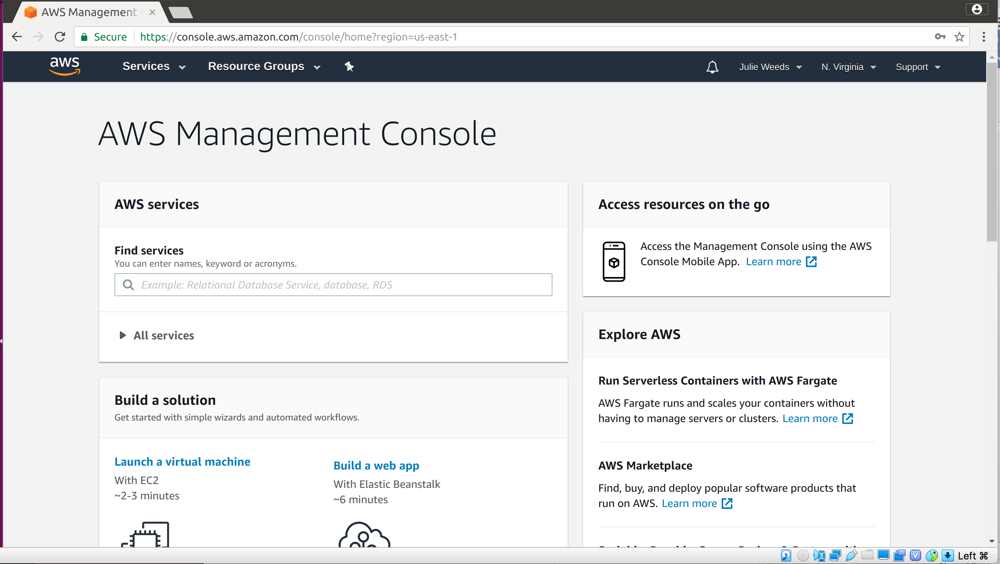 AWS Management
Secure https://console.aws.amazon.com/console/home?region=us-east-1
aws Services Resource Groups Julie Weeds N. Virginia Support
AWS Management Console
AWS services
Find services
You can enter names, keyword or acronyms.
Example: Relational Database Service, database, RDS
All services
Build a solution
Get started with simple wizards and automated workflows.
Launch a virtual machine
With EC2
~2-3 minutes
Build a web app
With Elastic Beanstalk
~6 minutes
Access resources on the go
Access the Management Console using the AWS
Console Mobile App. Learn more
Explore AWS
Run Serverless Containers with AWS Fargate
AWS Fargate runs and scales your containers without
having to manage servers or clusters. Learn more
AWS Marketplace
Find, buy, and deploy popular software products that
run on AWS. Learn more
Left ⌘